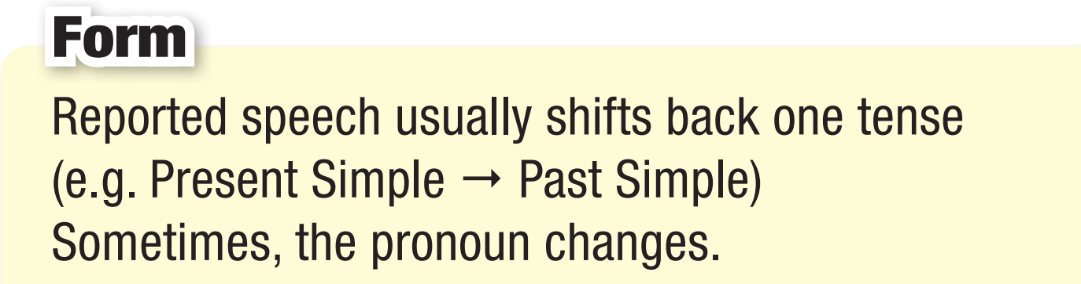 Form
Reported speech usually shifts back one tense
(e.g. Present Simple → Past Simple)
Sometimes, the pronoun changes.